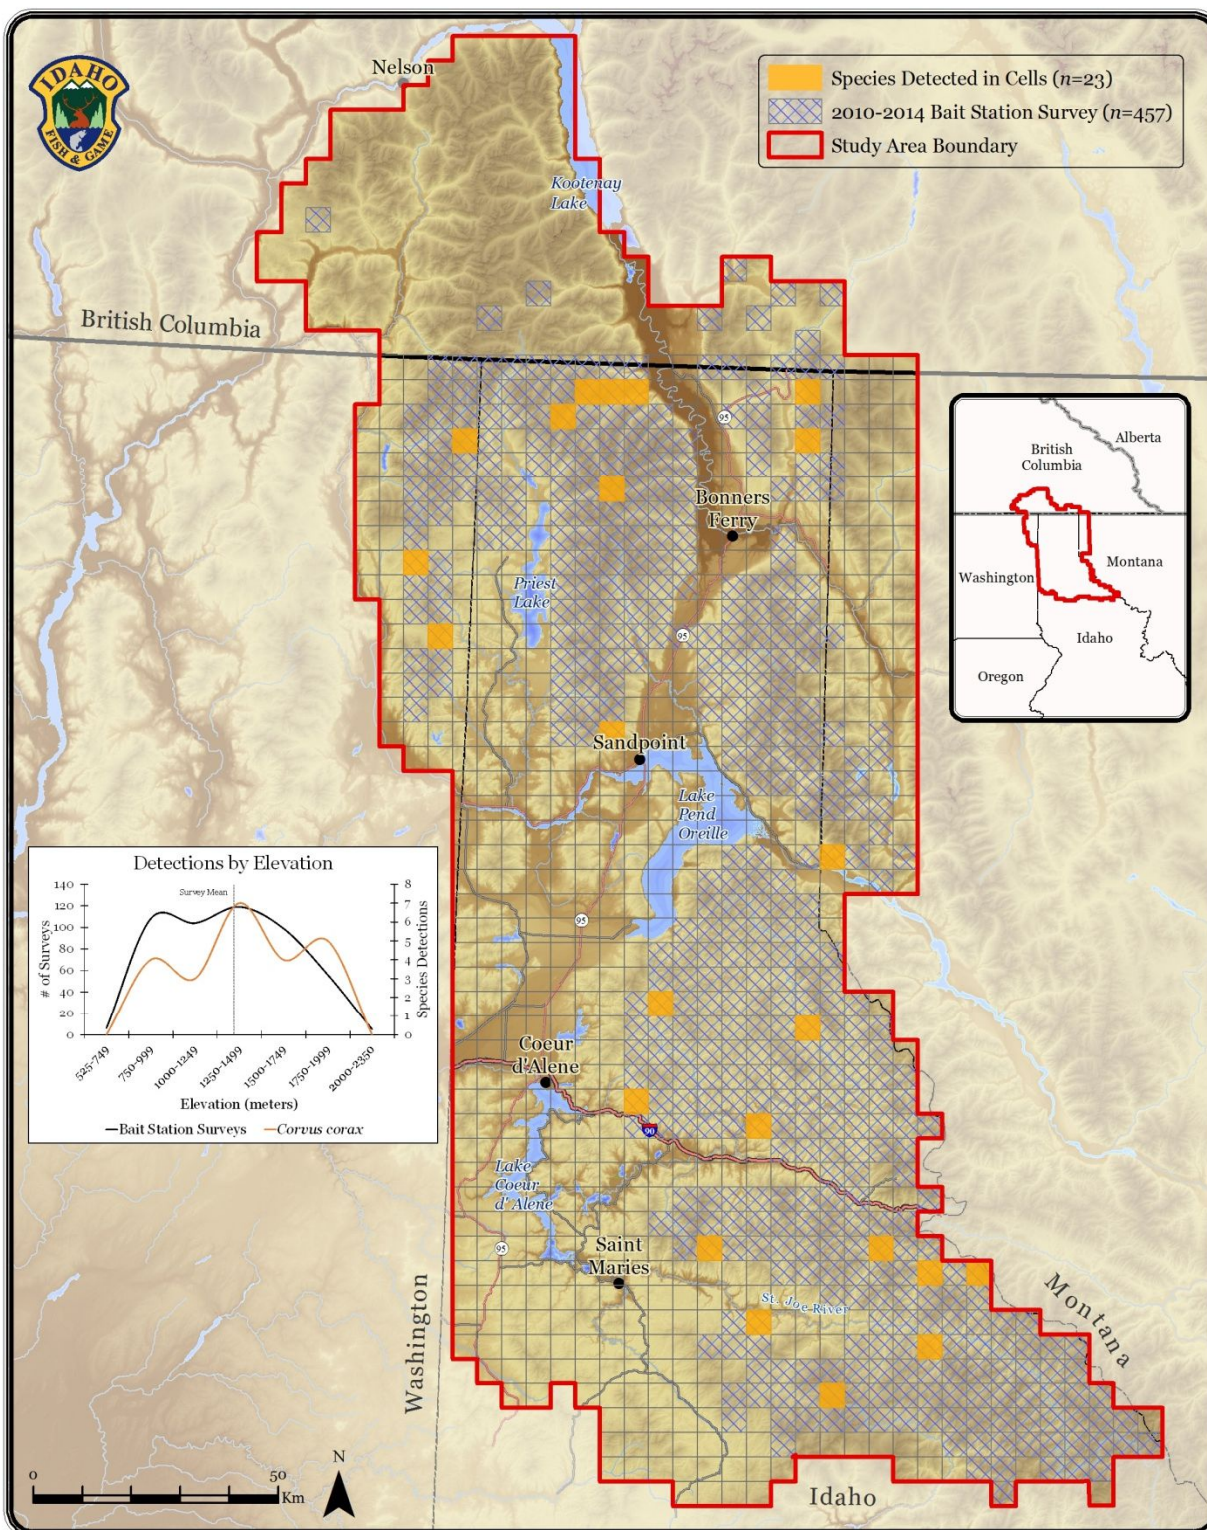 IDAHO
FISH & GAME
Nelson
Species Detected in Cells (n=23)
2010-2014 Bait Station Survey (n=457)
Study Area Boundary
Kootenay
Lake
British Columbia
95
Bonners
Ferry
Priest
Lake
95
Alberta
British
Columbia
Washington
Montana
Idaho
Oregon
Sandpoint
Lake
Pend
Oreille
95
Detections by Elevation
Survey Mean
# of Surveys
140
120
100
80
60
40
20
0
8
7
6
5
4
3
2
1
0
Species Detections
525-749
750-999
1000-1249
1250-1499
1500-1749
1750-1999
2000-2350
Elevation (meters)
Bait Station Surveys
Corvus corax
Coeur
d'Alene
90
Lake
Coeur
d' Alene
95
Saint
Maries
St. Joe River
Montana
Washington
Idaho
0
50
Km
N